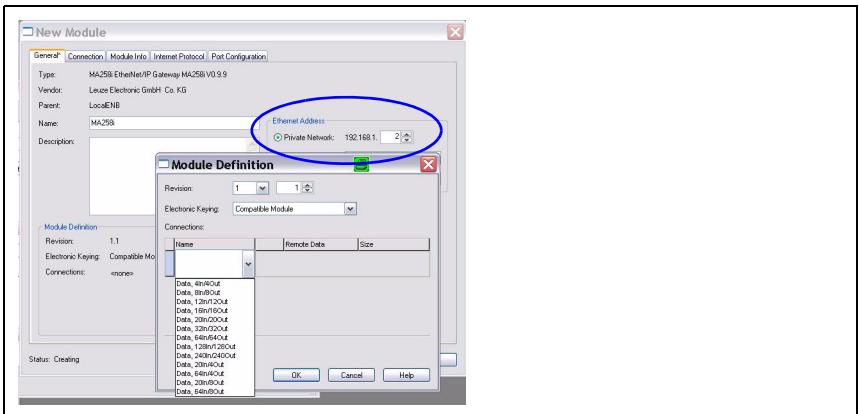 New Module
General* Connection Module Info Internet Protocol Port Configuration
Type: MA258i EtherNet/IP Gateway MA258i V0.9.9
Vendor: Leuze Electronic GmbH Co. KG
Parent: LocalENB
Name: MA258i
Description:
Ethernet Address
Private Network: 192.168.1. 2
Module Definition
Revision: 1 1
Electronic Keying: Compatible Module
Connections:
Name Remote Data Size
Data, 4In/4Out
Data, 8In/8Out
Data, 12In/12Out
Data, 16In/16Out
Data, 20In/20Out
Data, 32In/32Out
Data, 64In/64Out
Data, 128In/128Out
Data, 240In/240Out
Data, 20In/4Out
Data, 64In/4Out
Data, 20In/8Out
Data, 64In/8Out
OK Cancel Help
Module Definition
Revision: 1.1
Electronic Keying: Compatible Mo
Connections: <none>
Status: Creating